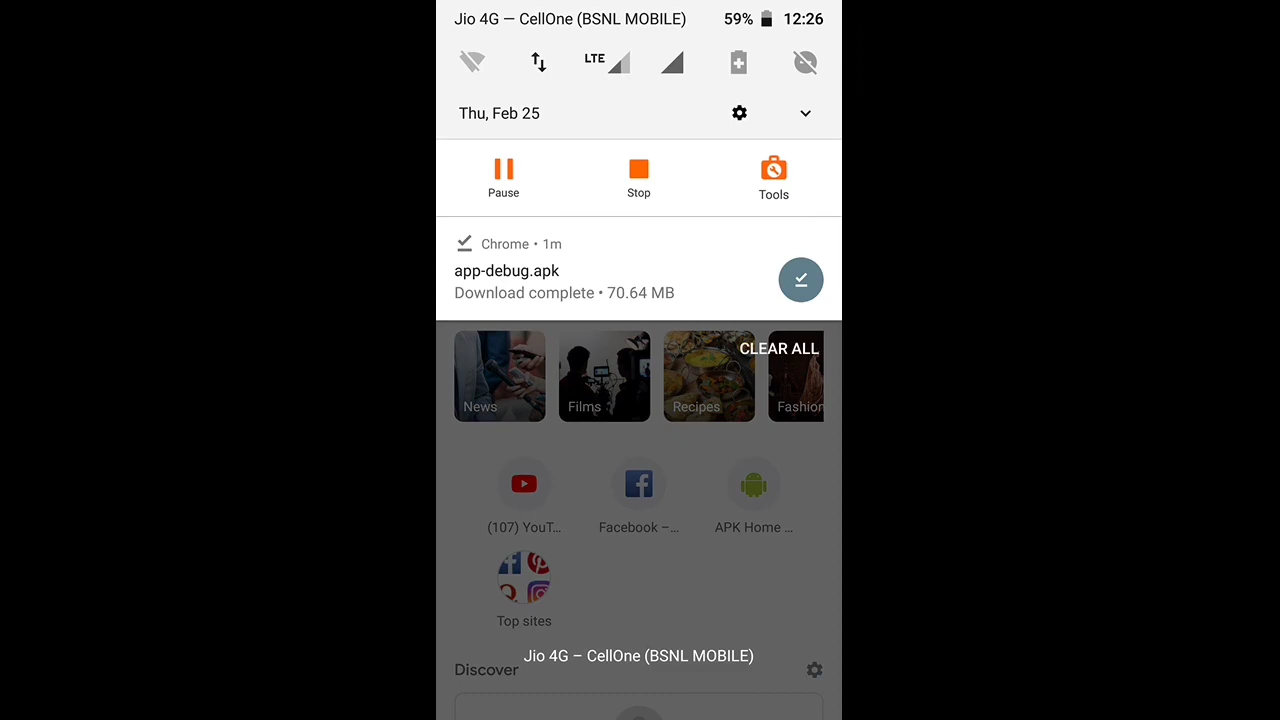 Jio 4G — CellOne (BSNL MOBILE) 59% 12:26
LTE
Thu, Feb 25
Pause Stop Tools
Chrome • 1m
app-debug.apk
Download complete • 70.64 MB
CLEAR ALL
News Films Recipes Fashion
(107) YouT... Facebook –... APK Home ...
Top sites
Jio 4G – CellOne (BSNL MOBILE)
Discover